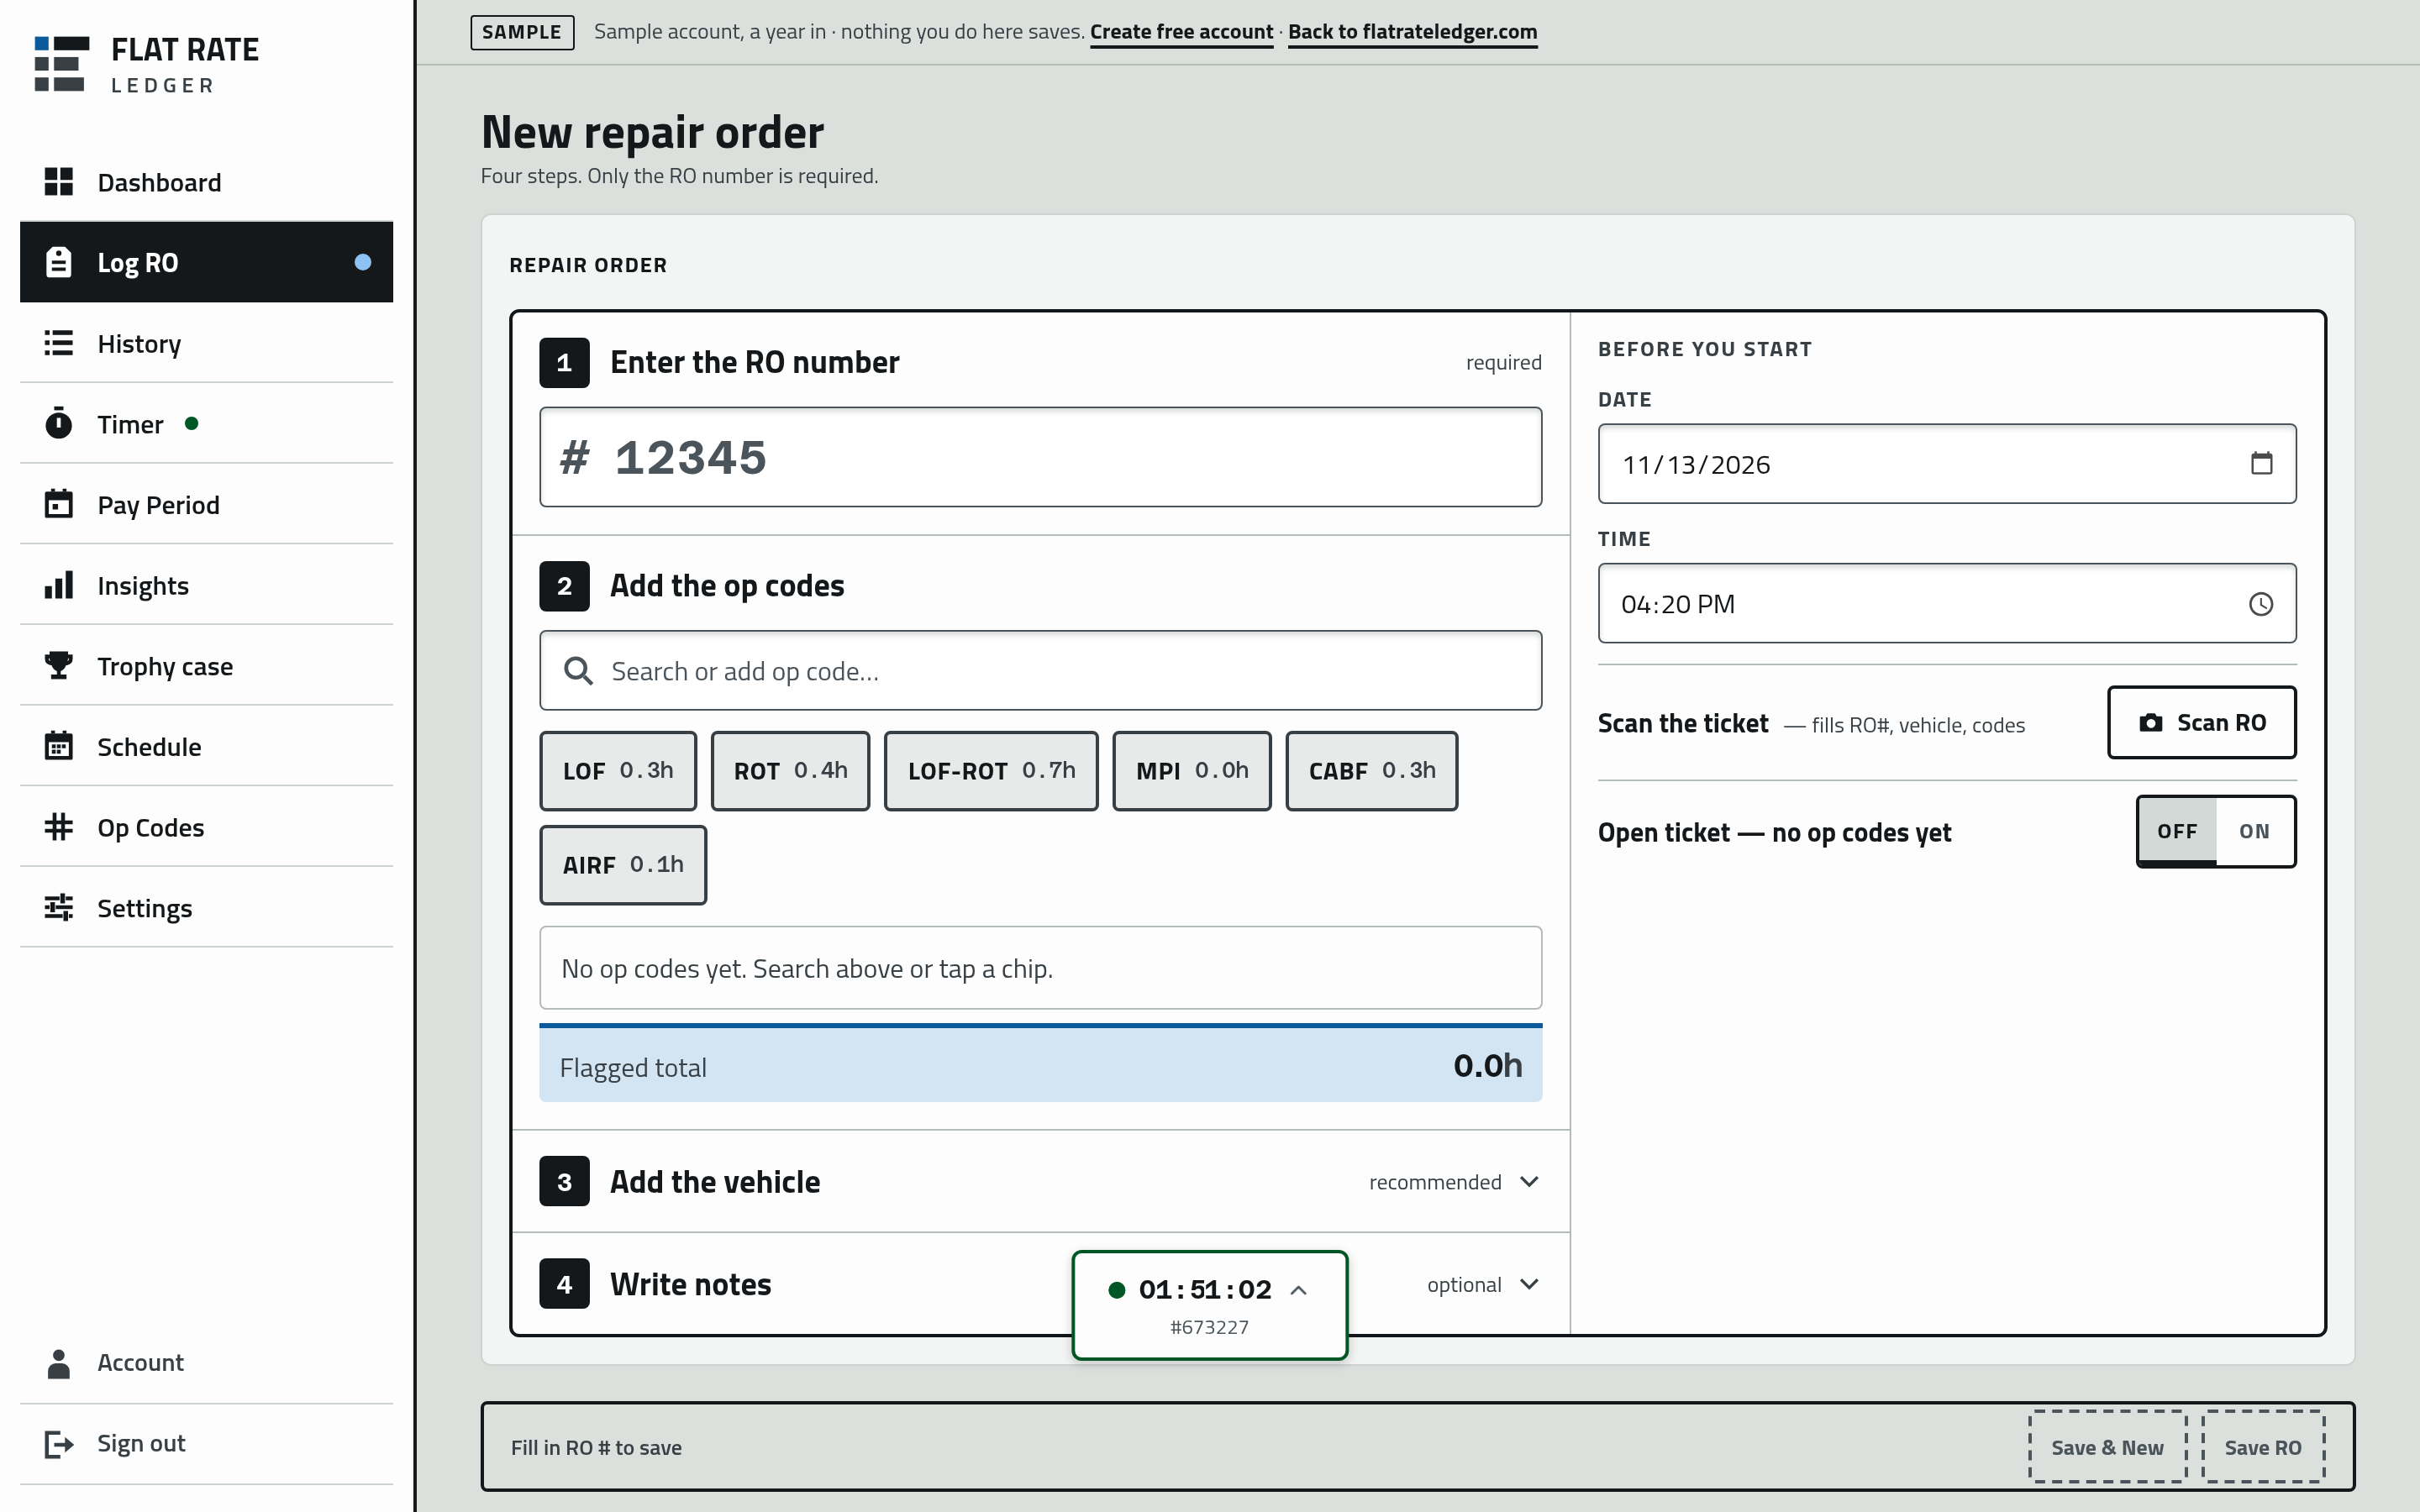 FLAT RATE
LEDGER
Dashboard
Log RO
History
Timer
Pay Period
Insights
Trophy case
Schedule
Op Codes
Settings
Account
Sign out
SAMPLE Sample account, a year in · nothing you do here saves. Create free account · Back to flatrateledger.com
New repair order
Four steps. Only the RO number is required.
REPAIR ORDER
1 Enter the RO number required
# 12345
2 Add the op codes
Search or add op code...
LOF 0.3h ROT 0.4h LOF-ROT 0.7h MPI 0.0h CABF 0.3h
AIRF 0.1h
No op codes yet. Search above or tap a chip.
Flagged total 0.0h
3 Add the vehicle recommended
4 Write notes optional
BEFORE YOU START
DATE
11/13/2026
TIME
04:20 PM
Scan the ticket — fills RO#, vehicle, codes Scan RO
Open ticket — no op codes yet OFF ON
01:51:02
#673227
Fill in RO # to save Save & New Save RO